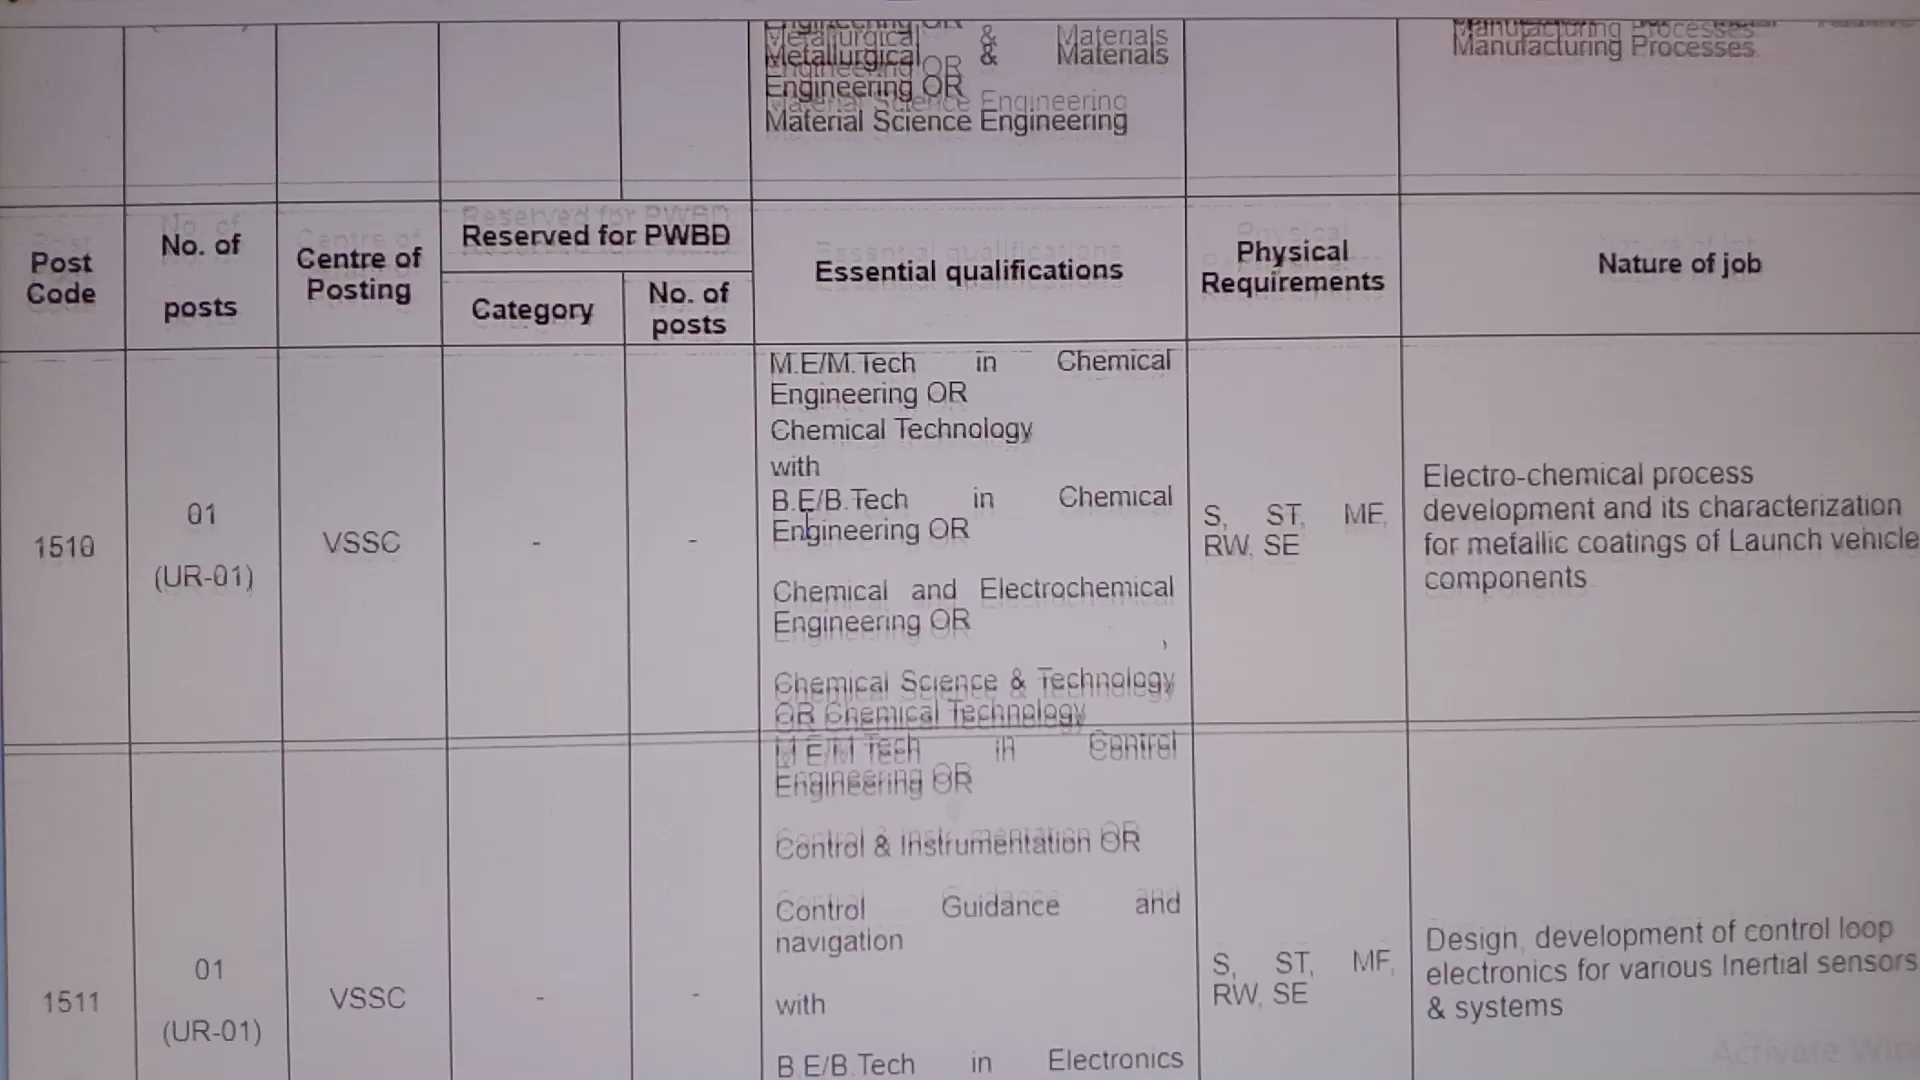 Metallurgical & Materials
Engineering OR
Material Science Engineering
Manufacturing Processes.
Post
Code
No. of
posts
Centre of
Posting
Reserved for PWBD
Category
No. of
posts
Essential qualifications
Physical
Requirements
Nature of job
1510
01
(UR-01)
VSSC
-
-
M.E/M.Tech in Chemical
Engineering OR
Chemical Technology
with
B.E/B.Tech in Chemical
Engineering OR
Chemical and Electrochemical
Engineering OR
Chemical Science & Technology
OR Chemical Technology
S, ST, MF,
RW, SE
Electro-chemical process
development and its characterization
for metallic coatings of Launch vehicle
components
1511
01
(UR-01)
VSSC
-
-
M.E/M.Tech in Control
Engineering OR
Control & Instrumentation OR
Control Guidance and
navigation
with
B.E/B.Tech in Electronics
S, ST, MF,
RW, SE
Design, development of control loop
electronics for various Inertial sensors
& systems
Activate